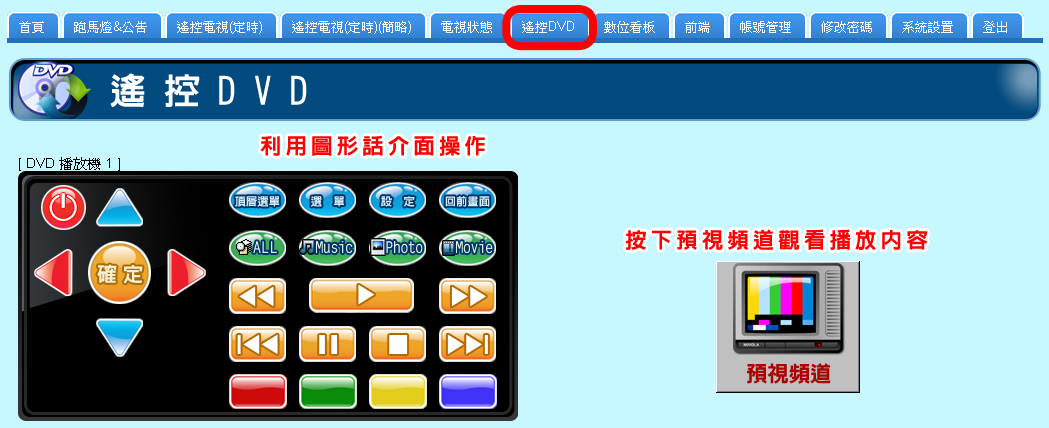 首頁 跑馬燈&公告 遙控電視(定時) 遙控電視(定時)(簡略) 電視狀態 遙控DVD 數位看板 前端 帳號管理 修改密碼 系統設置 登出
DVD
遙控DVD
利用圖形話介面操作
[ DVD 播放機 1 ]
頂層選單 選單 設定 回前畫面
ALL Music Photo Movie
確定
按下預視頻道觀看播放内容
預視頻道